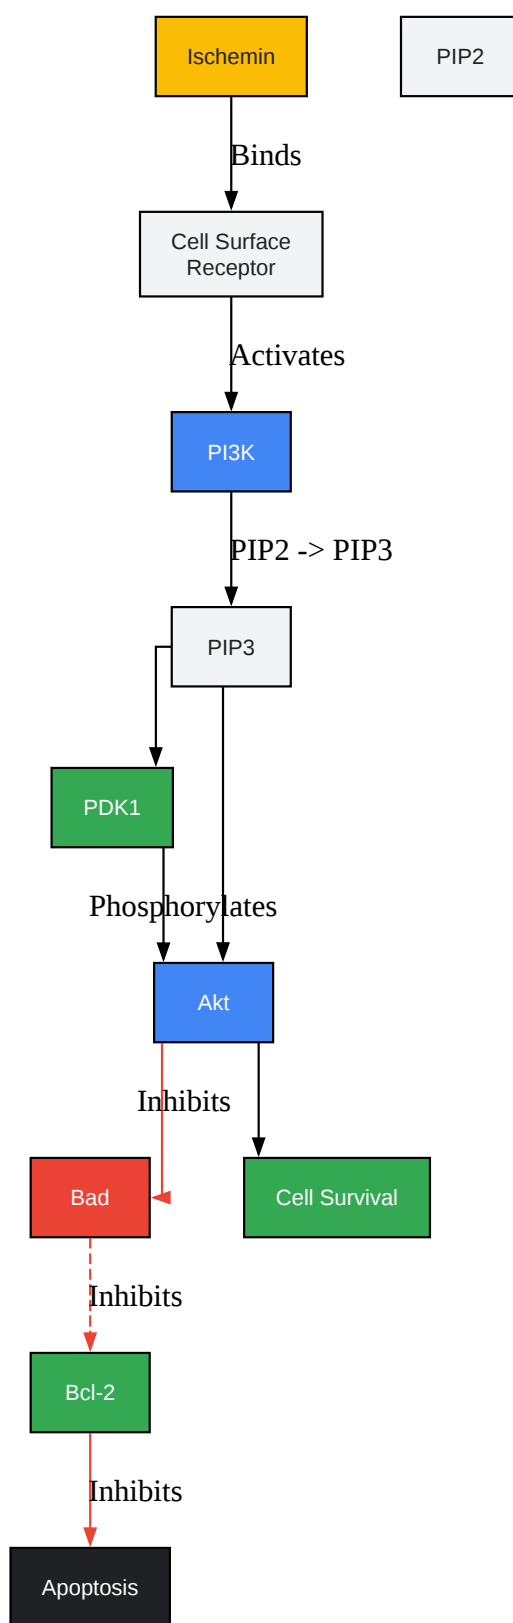 Ischemin
PIP2
Binds
Cell Surface
Receptor
Activates
PI3K
PIP2 -> PIP3
PIP3
PDK1
Phosphorylates
Akt
Inhibits
Bad
Cell Survival
Inhibits
Bcl-2
Inhibits
Apoptosis